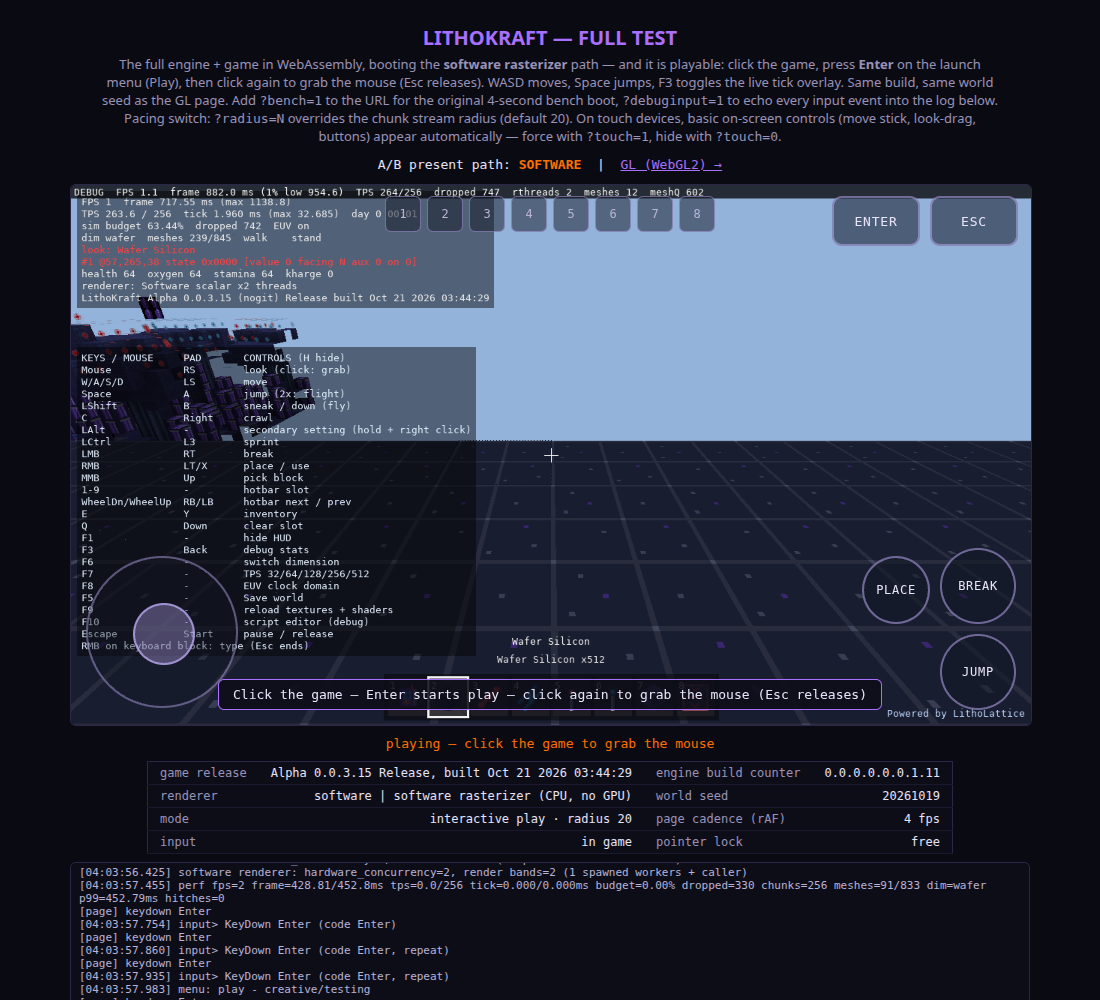 LITHOKRAFT — FULL TEST
The full engine + game in WebAssembly, booting the software rasterizer path — and it is playable: click the game, press Enter on the launch
menu (Play), then click again to grab the mouse (Esc releases). WASD moves, Space jumps, F3 toggles the live tick overlay. Same build, same world
seed as the GL page. Add ?bench=1 to the URL for the original 4-second bench boot, ?debuginput=1 to echo every input event into the log below.
Pacing switch: ?radius=N overrides the chunk stream radius (default 20). On touch devices, basic on-screen controls (move stick, look-drag,
buttons) appear automatically — force with ?touch=1, hide with ?touch=0.
A/B present path: SOFTWARE | GL (WebGL2) →
DEBUG FPS 1.1 frame 882.0 ms (1% low 954.6) TPS 264/256 dropped 747 rthreads 2 meshes 12 meshQ 602
FPS 1 frame 717.55 ms (max 1138.8)
TPS 263.6 / 256 tick 1.960 ms (max 32.685) day 0 00:01
sim budget 63.44% dropped 742 EUV on
dim wafer meshes 239/845 walk stand
look: Wafer Silicon
#1 @57,265,38 state 0x0000 [value 0 facing N aux 0 on 0]
health 64 oxygen 64 stamina 64 kharge 0
renderer: Software scalar x2 threads
LithoKraft Alpha 0.0.3.15 (nogit) Release built Oct 21 2026 03:44:29
1 2 3 4 5 6 7 8
ENTER ESC
KEYS / MOUSE PAD CONTROLS (H hide)
Mouse RS look (click: grab)
W/A/S/D LS move
Space A jump (2x: flight)
LShift B sneak / down (fly)
C Right crawl
LAlt - secondary setting (hold + right click)
LCtrl L3 sprint
LMB RT break
RMB LT/X place / use
MMB Up pick block
1-9 - hotbar slot
WheelDn/WheelUp RB/LB hotbar next / prev
E Y inventory
Q Down clear slot
F1 - hide HUD
F3 Back debug stats
F6 - switch dimension
F7 - TPS 32/64/128/256/512
F8 - EUV clock domain
F5 - Save world
F9 - reload textures + shaders
F10 - script editor (debug)
Escape Start pause / release
RMB on keyboard block: type (Esc ends)
PLACE BREAK
JUMP
Wafer Silicon
Wafer Silicon x512
Click the game — Enter starts play — click again to grab the mouse (Esc releases)
Powered by LithoLattice
playing — click the game to grab the mouse
game release Alpha 0.0.3.15 Release, built Oct 21 2026 03:44:29 engine build counter 0.0.0.0.0.0.1.11
renderer software | software rasterizer (CPU, no GPU) world seed 20261019
mode interactive play · radius 20 page cadence (rAF) 4 fps
input in game pointer lock free
[04:03:56.425] software renderer: hardware_concurrency=2, render bands=2 (1 spawned workers + caller)
[04:03:57.455] perf fps=2 frame=428.81/452.8ms tps=0.0/256 tick=0.000/0.000ms budget=0.00% dropped=330 chunks=256 meshes=91/833 dim=wafer
p99=452.79ms hitches=0
[page] keydown Enter
[04:03:57.754] input> KeyDown Enter (code Enter)
[page] keydown Enter
[04:03:57.860] input> KeyDown Enter (code Enter, repeat)
[page] keydown Enter
[04:03:57.935] input> KeyDown Enter (code Enter, repeat)
[04:03:57.983] menu: play - creative/testing